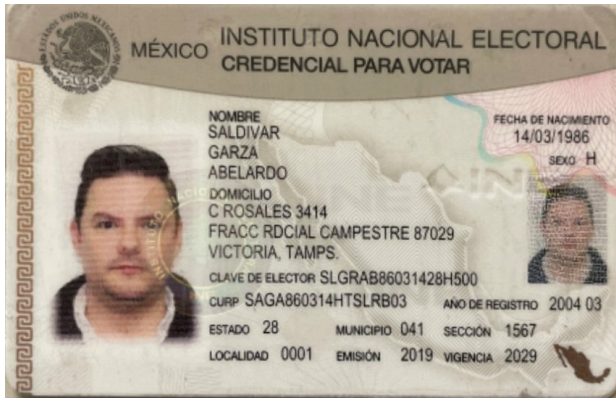 MÉXICO
INSTITUTO NACIONAL ELECTORAL
CREDENCIAL PARA VOTAR
NOMBRE
SALDIVAR
GARZA
ABELARDO
FECHA DE NACIMIENTO
14/03/1986
SEXO H
DOMICILIO
C ROSALES 3414
FRACC RDCIAL CAMPESTRE 87029
VICTORIA, TAMPS.
CLAVE DE ELECTOR SLGRAB86031428H500
CURP SAGA860314HTSLRB03 AÑO DE REGISTRO 2004 03
ESTADO 28 MUNICIPIO 041 SECCIÓN 1567
LOCALIDAD 0001 EMISIÓN 2019 VIGENCIA 2029